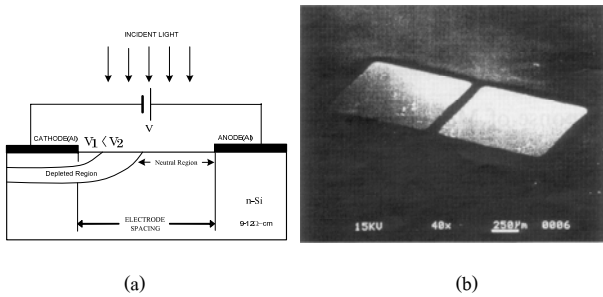 INCIDENT LIGHT
V
CATHODE(Al)
V1 < V2
ANODE(Al)
Neutral Region
Depleted Region
n-Si
ELECTRODE
SPACING
9-12Ω-cm
15KV 40x 250µm 0006
(a)
(b)